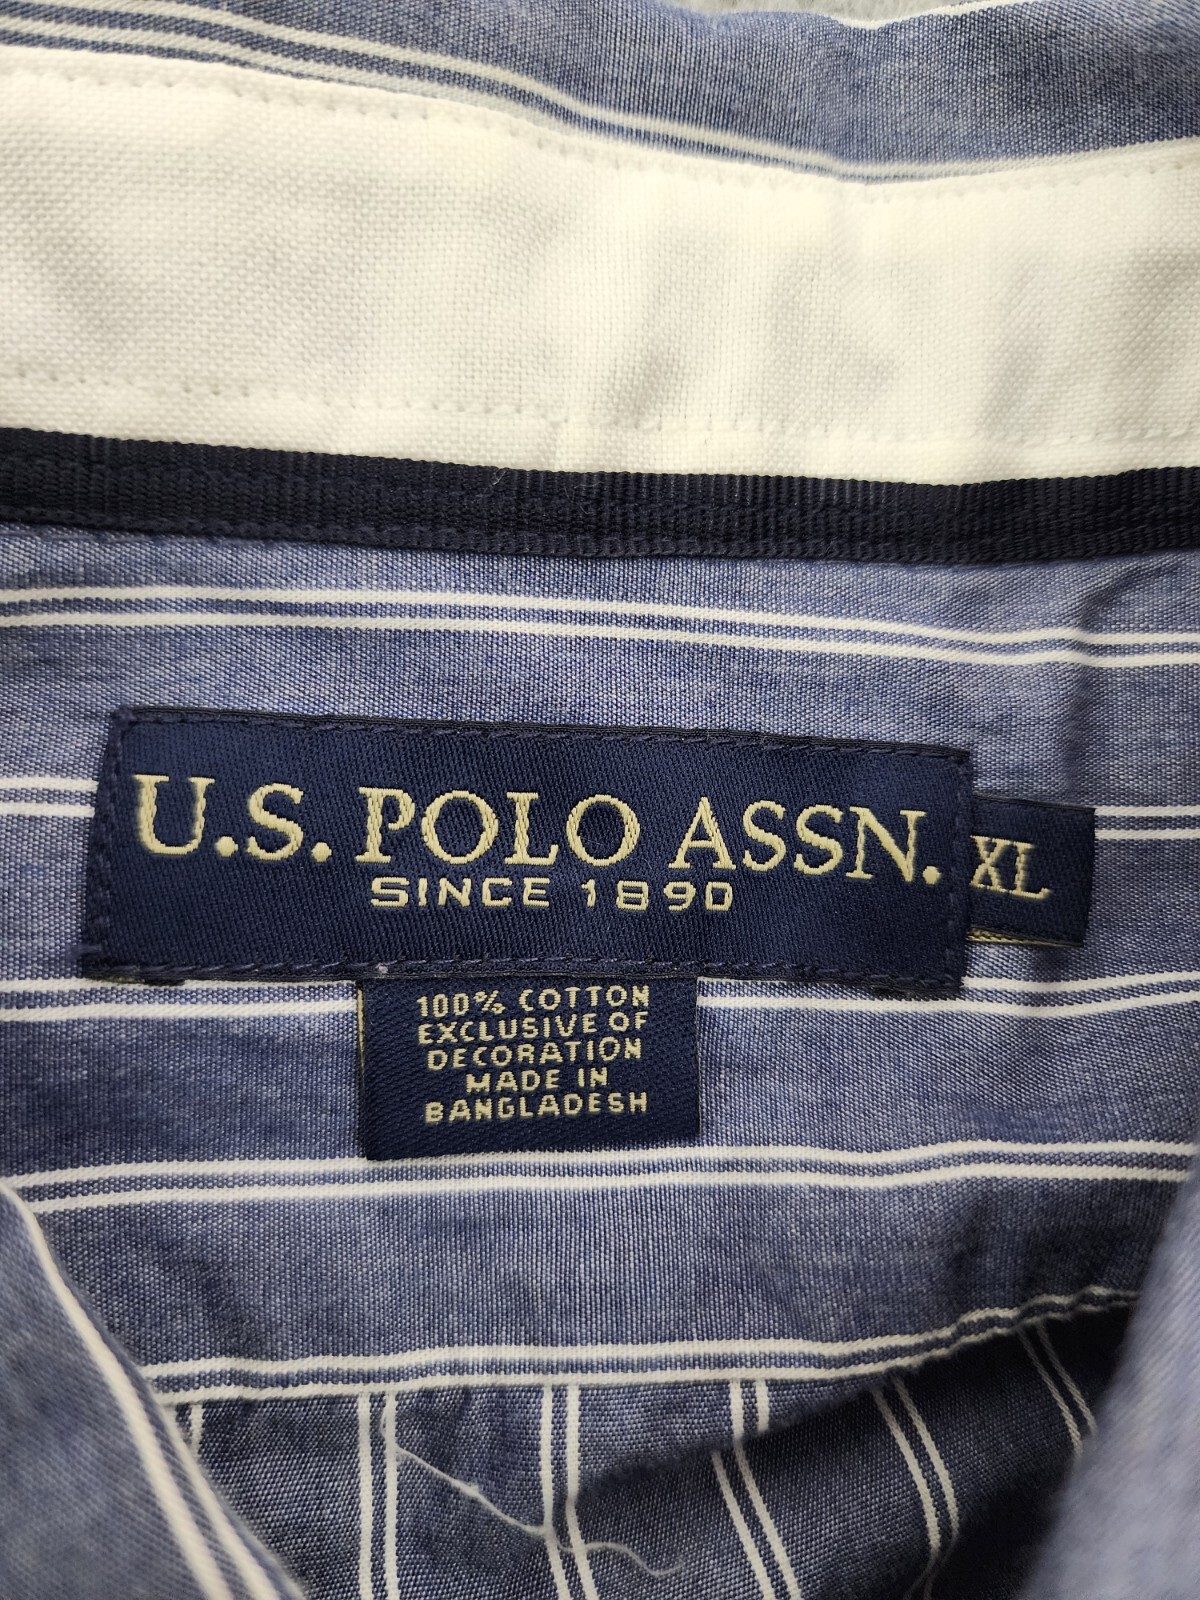 U.S. POLO ASSN.
SINCE 1890
XL
100% COTTON
EXCLUSIVE OF
DECORATION
MADE IN
BANGLADESH